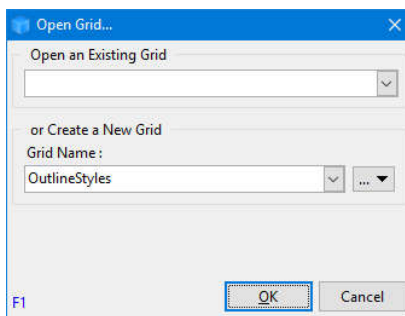 Open Grid...
Open an Existing Grid
or Create a New Grid
Grid Name :
OutlineStyles
...
F1
OK
Cancel